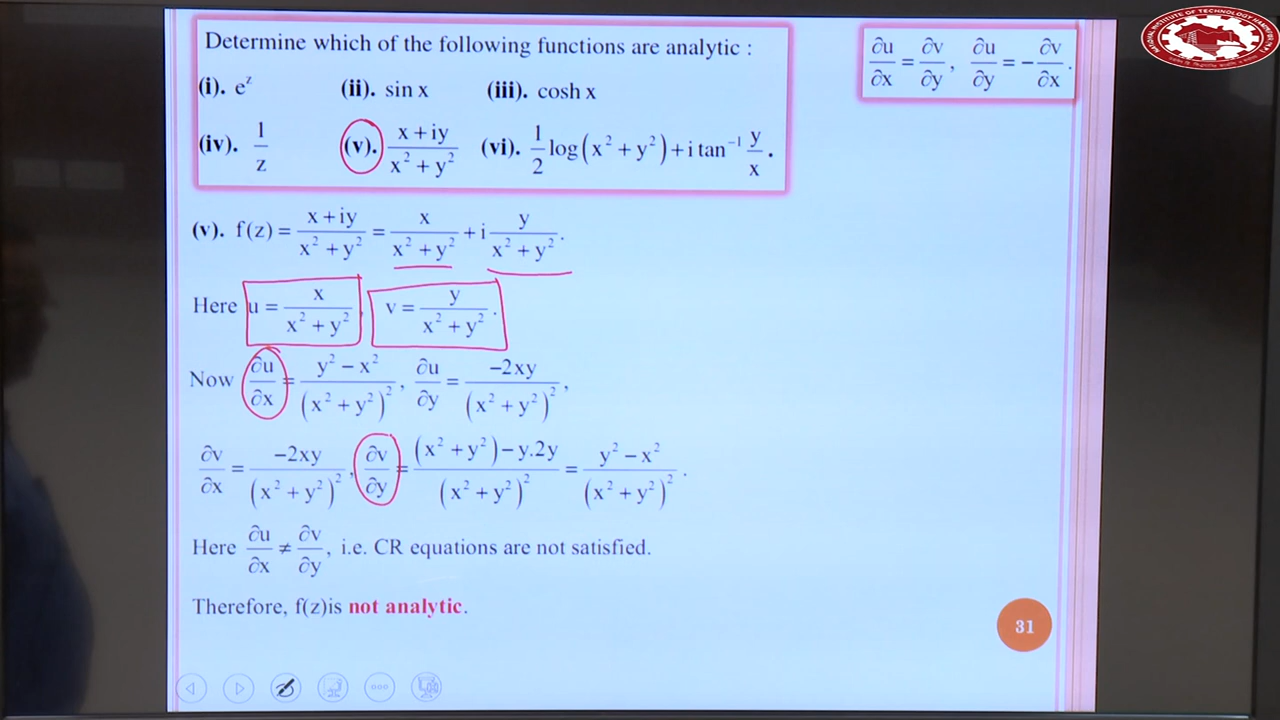 Determine which of the following functions are analytic :
(i). e^z (ii). sin x (iii). cosh x
(iv). 1/z (v). (x+iy)/(x²+y²) (vi). 1/2 log(x²+y²)+i tan⁻¹ y/x .
∂u/∂x = ∂v/∂y, ∂u/∂y = −∂v/∂x.
(v). f(z) = (x+iy)/(x²+y²) = x/(x²+y²) + i y/(x²+y²).
Here u = x/(x²+y²), v = y/(x²+y²).
Now ∂u/∂x = (y²−x²)/(x²+y²)², ∂u/∂y = −2xy/(x²+y²)²,
∂v/∂x = −2xy/(x²+y²)², ∂v/∂y = ((x²+y²)−y.2y)/(x²+y²)² = (y²−x²)/(x²+y²)².
Here ∂u/∂x ≠ ∂v/∂y, i.e. CR equations are not satisfied.
Therefore, f(z)is not analytic.
31